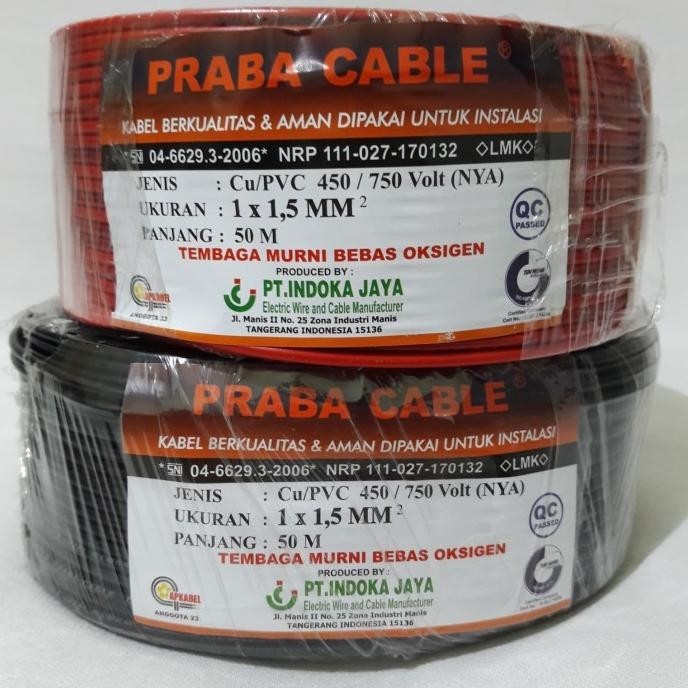 PRABA CABLE ®
KABEL BERKUALITAS & AMAN DIPAKAI UNTUK INSTALASI
* SNI 04-6629.3-2006* NRP 111-027-170132 ◇LMK◇
JENIS : Cu/PVC 450 / 750 Volt (NYA)
UKURAN : 1 x 1,5 MM²
PANJANG : 50 M
QC PASSED
TEMBAGA MURNI BEBAS OKSIGEN
PRODUCED BY :
PT.INDOKA JAYA
Electric Wire and Cable Manufacturer
Jl. Manis II No. 25 Zona Industri Manis
TANGERANG INDONESIA 15136
APKABEL
ANGGOTA 23
PRABA CABLE ®
KABEL BERKUALITAS & AMAN DIPAKAI UNTUK INSTALASI
* SNI 04-6629.3-2006* NRP 111-027-170132 ◇LMK◇
JENIS : Cu/PVC 450 / 750 Volt (NYA)
UKURAN : 1 x 1,5 MM²
PANJANG : 50 M
QC PASSED
TEMBAGA MURNI BEBAS OKSIGEN
PRODUCED BY :
PT.INDOKA JAYA
Electric Wire and Cable Manufacturer
Jl. Manis II No. 25 Zona Industri Manis
TANGERANG INDONESIA 15136
APKABEL
ANGGOTA 23